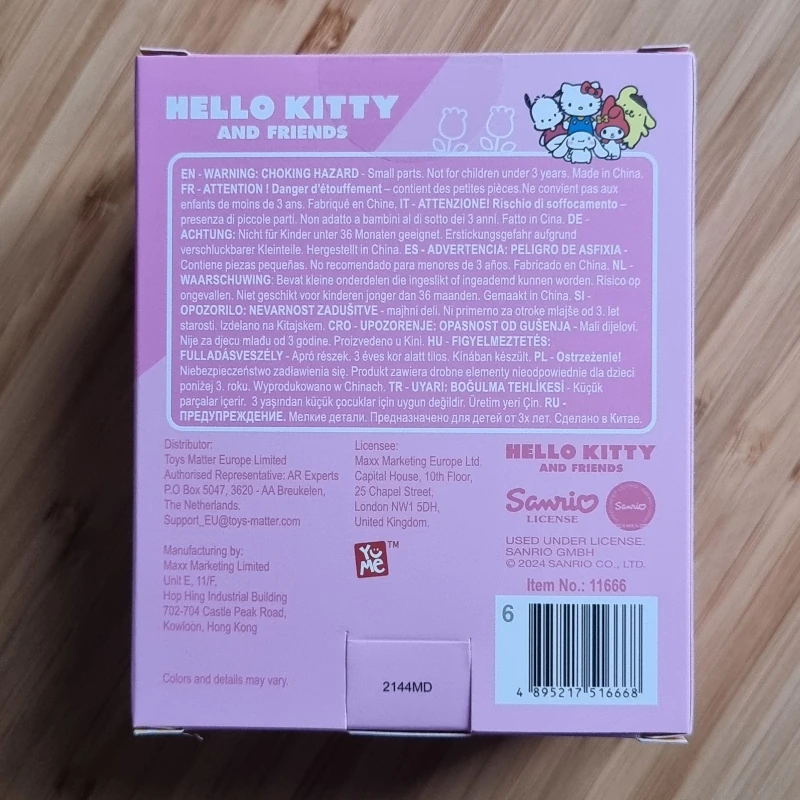 HELLO KITTY
AND FRIENDS
EN - WARNING: CHOKING HAZARD - Small parts. Not for children under 3 years. Made in China.
FR - ATTENTION ! Danger d'étouffement – contient des petites pièces.Ne convient pas aux
enfants de moins de 3 ans. Fabriqué en Chine. IT - ATTENZIONE! Rischio di soffocamento –
presenza di piccole parti. Non adatto a bambini al di sotto dei 3 anni. Fatto in Cina. DE -
ACHTUNG: Nicht für Kinder unter 36 Monaten geeignet. Erstickungsgefahr aufgrund
verschluckbarer Kleinteile. Hergestellt in China. ES - ADVERTENCIA: PELIGRO DE ASFIXIA -
Contiene piezas pequeñas. No recomendado para menores de 3 años. Fabricado en China. NL -
WAARSCHUWING: Bevat kleine onderdelen die ingeslikt of ingeademd kunnen worden. Risico op
ongevallen. Niet geschikt voor kinderen jonger dan 36 maanden. Gemaakt in China. SI -
OPOZORILO: NEVARNOST ZADUŠITVE - majhni deli. Ni primerno za otroke mlajše od 3. let
starosti. Izdelano na Kitajskem. CRO - UPOZORENJE: OPASNOST OD GUŠENJA - Mali dijelovi.
Nije za djecu mlađu od 3 godine. Proizvedeno u Kini. HU - FIGYELMEZTETÉS:
FULLADÁSVESZÉLY - Apró részek. 3 éves kor alatt tilos. Kínában készült. PL - Ostrzeżenie!
Niebezpieczeństwo zadławienia się. Produkt zawiera drobne elementy nieodpowiednie dla dzieci
poniżej 3. roku. Wyprodukowano w Chinach. TR - UYARI: BOĞULMA TEHLİKESİ - Küçük
parçalar içerir. 3 yaşından küçük çocuklar için uygun değildir. Üretim yeri Çin. RU -
ПРЕДУПРЕЖДЕНИЕ. Мелкие детали. Предназначено для детей от 3х лет. Сделано в Китае.
Distributor:
Toys Matter Europe Limited
Authorised Representative: AR Experts
P.O Box 5047, 3620 - AA Breukelen,
The Netherlands.
Support_EU@toys-matter.com
Manufacturing by:
Maxx Marketing Limited
Unit E, 11/F,
Hop Hing Industrial Building
702-704 Castle Peak Road,
Kowloon, Hong Kong
Colors and details may vary.
Licensee:
Maxx Marketing Europe Ltd.
Capital House, 10th Floor,
25 Chapel Street,
London NW1 5DH,
United Kingdom.
YuMe™
2144MD
HELLO KITTY
AND FRIENDS
Sanrio
LICENSE
Sanrio
USED UNDER LICENSE.
SANRIO GMBH
© 2024 SANRIO CO., LTD.
Item No.: 11666
6
4 895217 516668